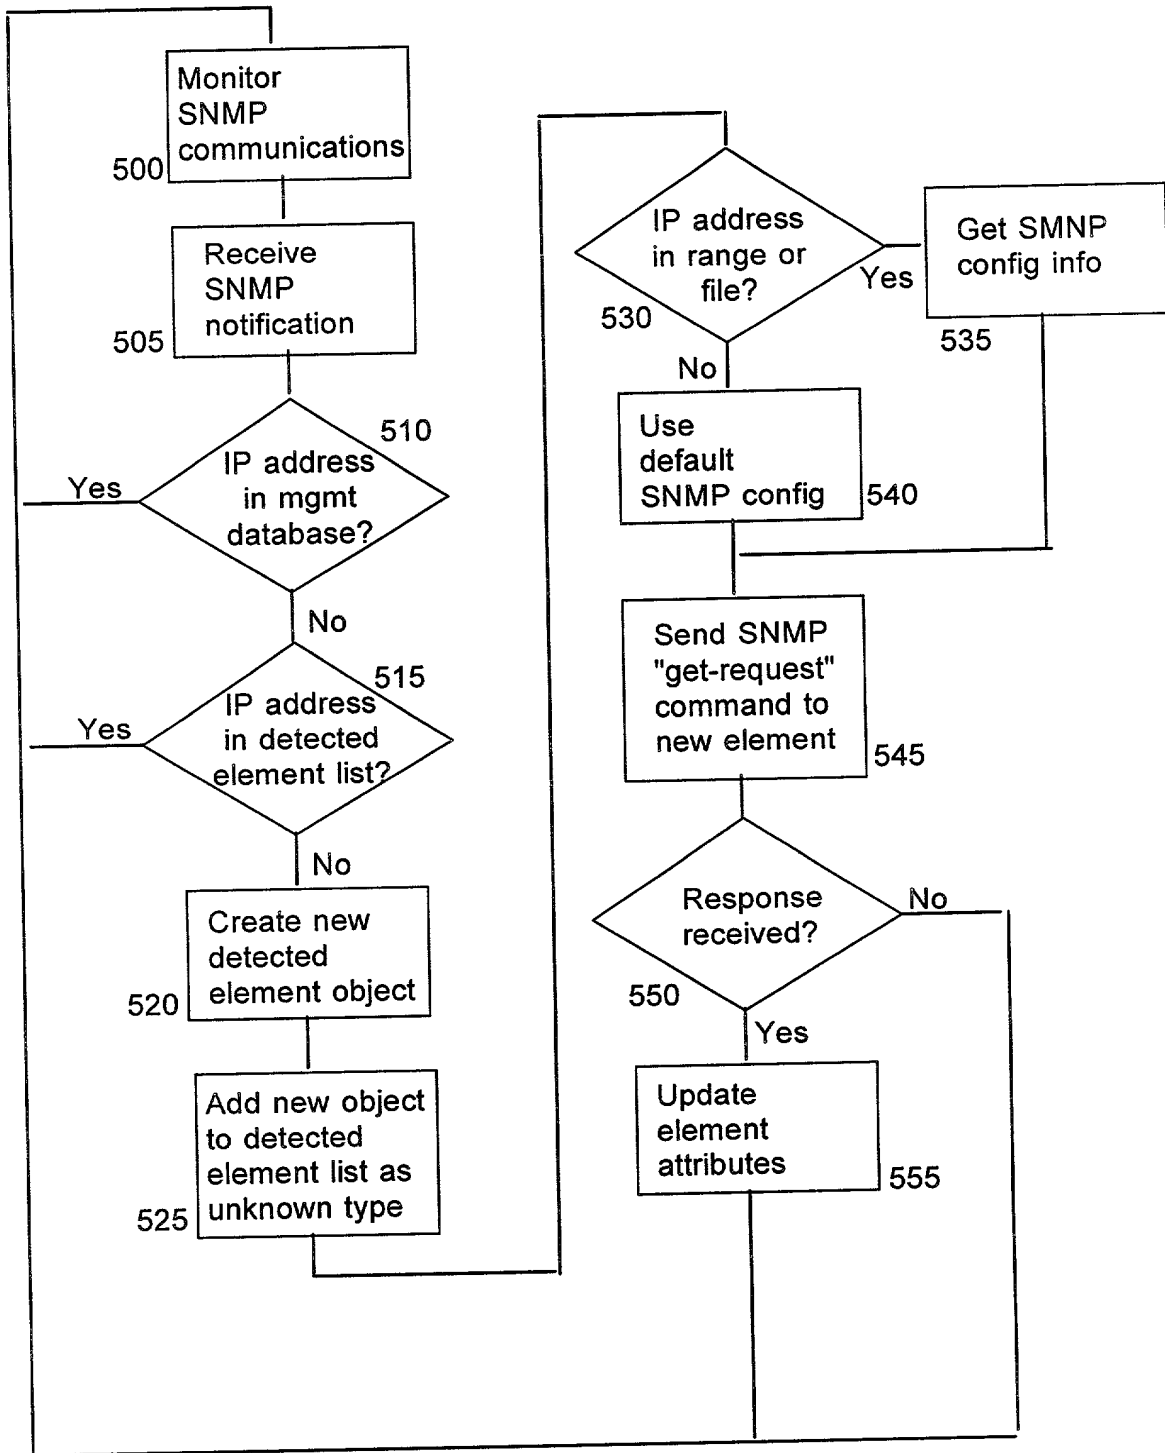 Monitor
SNMP
communications
500
Receive
SNMP
notification
505
510
IP address
in mgmt
database?
Yes
No
515
IP address
in detected
element list?
Yes
No
Create new
detected
element object
520
Add new object
to detected
element list as
unknown type
525
IP address
in range or
file?
530
Yes
Get SMNP
config info
535
No
Use
default
SNMP config
540
Send SNMP
"get-request"
command to
new element
545
Response
received?
No
550
Yes
Update
element
attributes
555